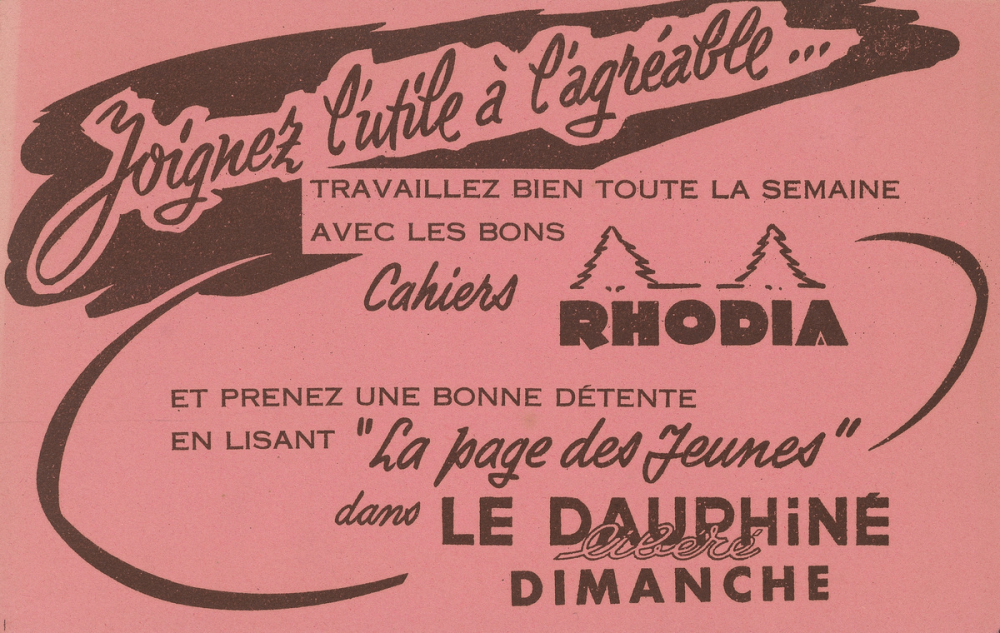 Joignez l'utile à l'agréable...
TRAVAILLEZ BIEN TOUTE LA SEMAINE
AVEC LES BONS
Cahiers RHODIA
ET PRENEZ UNE BONNE DÉTENTE
EN LISANT "La page des Jeunes"
dans LE DAUPHiNÉ
libéré
DIMANCHE